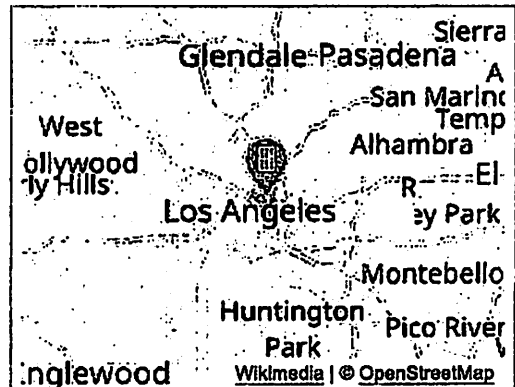 Sierra
Glendale Pasadena
A
San Marino
Temp
West
ollywood
Alhambra
ly Hills
El
R
Los Angeles
ey Park
Montebello
Huntington
Park
Pico River
nglewood
Wikimedia | © OpenStreetMap